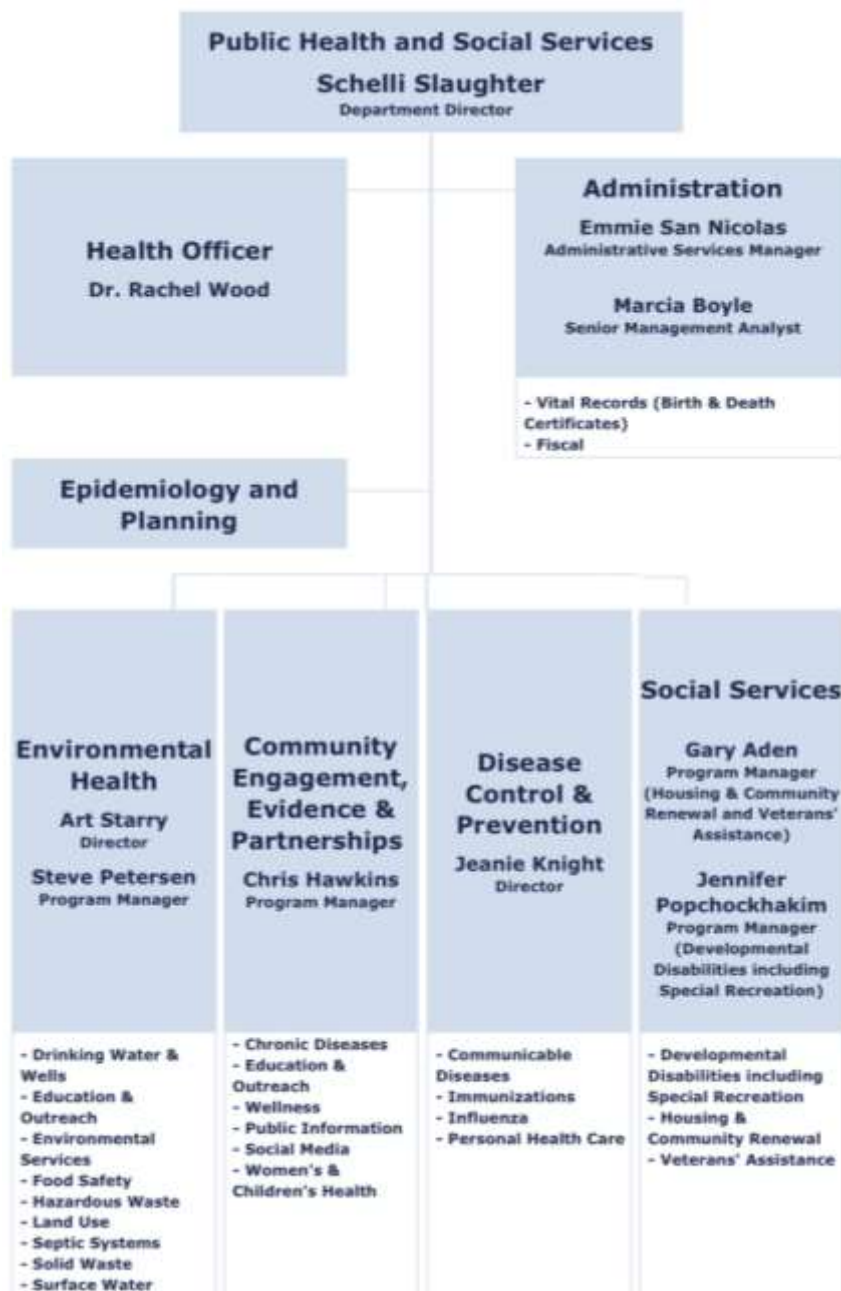 Public Health and Social Services
Schelli Slaughter
Department Director
Health Officer
Dr. Rachel Wood
Administration
Emmie San Nicolas
Administrative Services Manager
Marcia Boyle
Senior Management Analyst
- Vital Records (Birth & Death
Certificates)
- Fiscal
Epidemiology and
Planning
Environmental
Health
Art Starry
Director
Steve Petersen
Program Manager
- Drinking Water &
Wells
- Education &
Outreach
- Environmental
Services
- Food Safety
- Hazardous Waste
- Land Use
- Septic Systems
- Solid Waste
- Surface Water
Community
Engagement,
Evidence &
Partnerships
Chris Hawkins
Program Manager
- Chronic Diseases
- Education &
Outreach
- Wellness
- Public Information
- Social Media
- Women's &
Children's Health
Disease
Control &
Prevention
Jeanie Knight
Director
- Communicable
Diseases
- Immunizations
- Influenza
- Personal Health Care
Social Services
Gary Aden
Program Manager
(Housing & Community
Renewal and Veterans'
Assistance)
Jennifer
Popchockhakim
Program Manager
(Developmental
Disabilities including
Special Recreation)
- Developmental
Disabilities including
Special Recreation
- Housing &
Community Renewal
- Veterans' Assistance